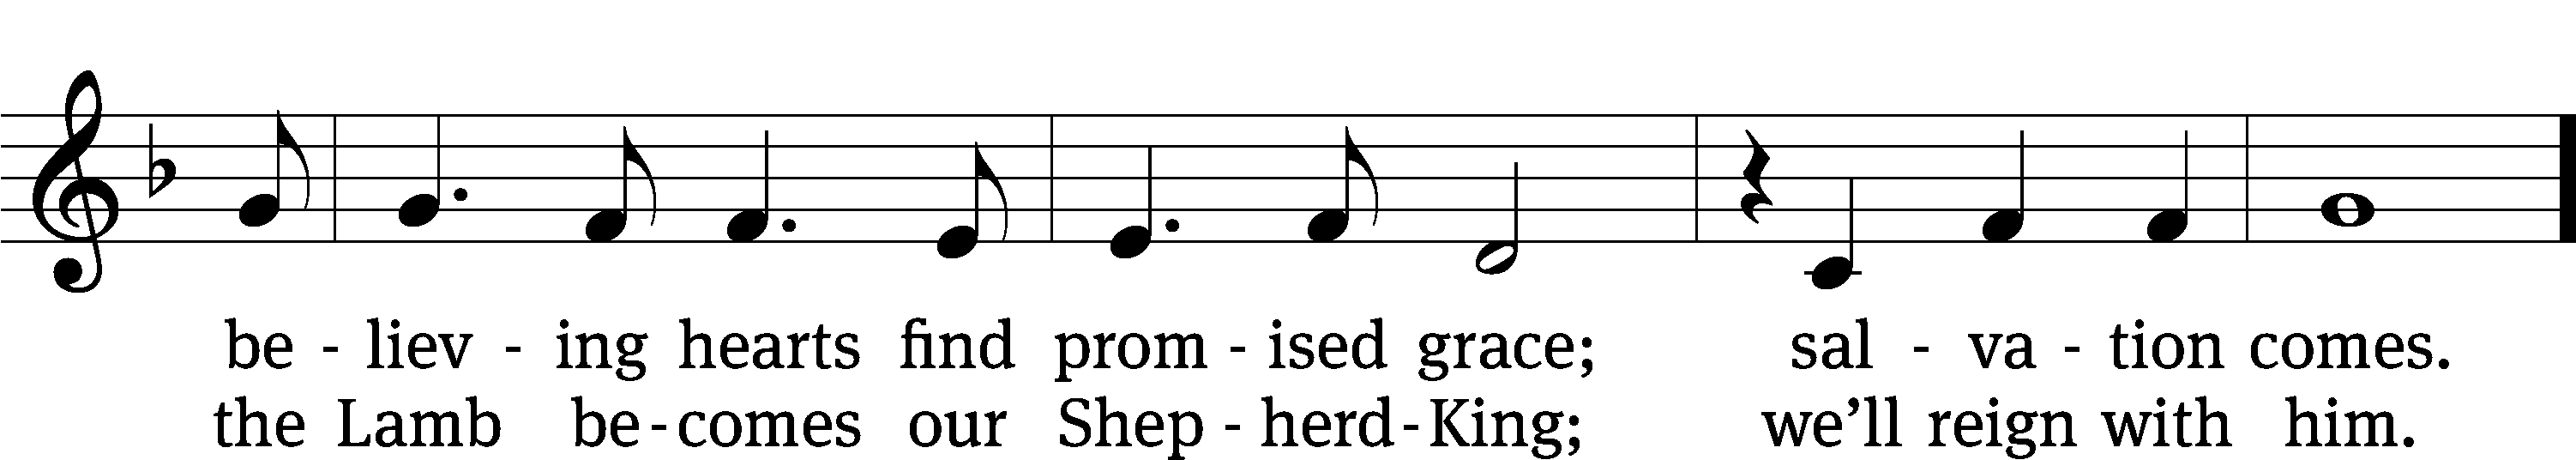 be - liev - ing hearts find prom - ised grace; sal - va - tion comes.
the Lamb be - comes our Shep - herd - King; we’ll reign with him.